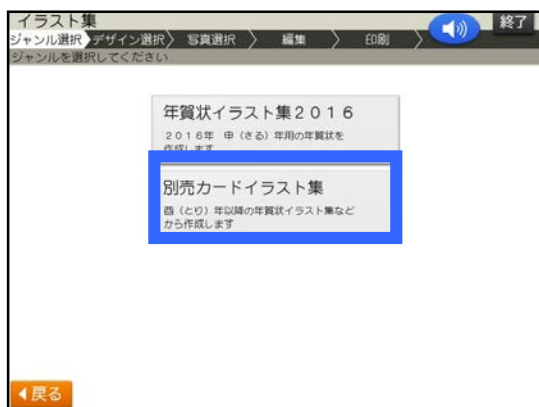 イラスト集
終了
ジャンル選択 デザイン選択 写真選択 編集 印刷
ジャンルを選択してください
年賀状イラスト集2016
2016年 申(さる)年用の年賀状を
作成します
別売カードイラスト集
酉(とり)年以降の年賀状イラスト集など
から作成します
戻る